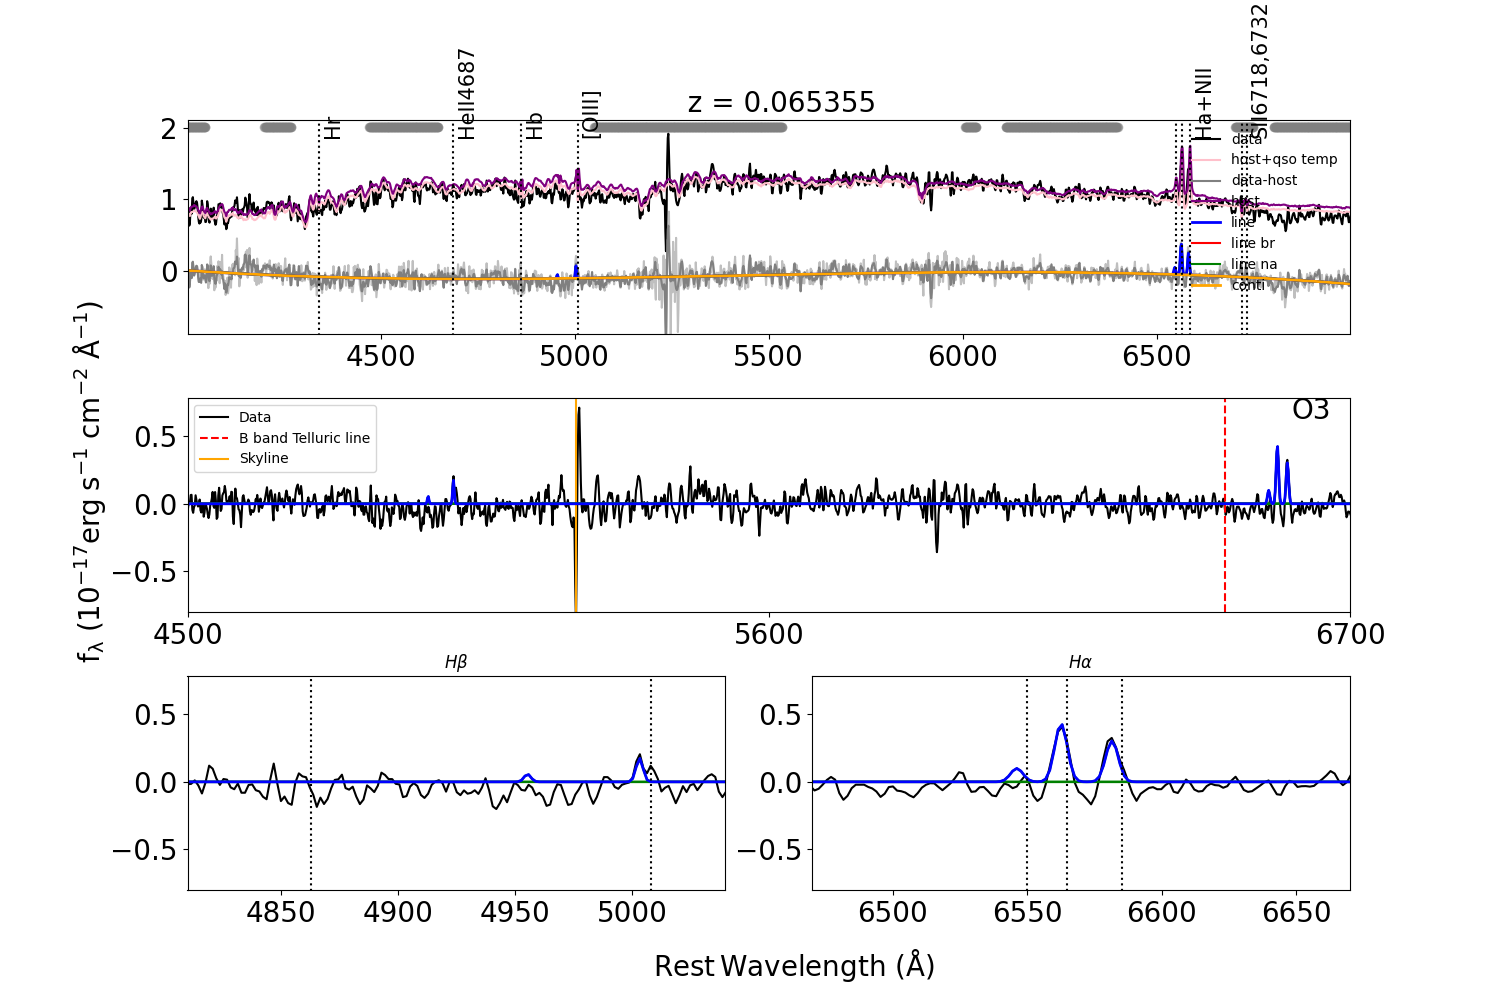 z = 0.065355
Hr
HeII4687
Hb
[OIII]
Ha+NII
SII6718,6732
data
host+qso temp
data-host
host
line
line br
line na
conti
2
1
0
4500 5000 5500 6000 6500
f_λ (10⁻¹⁷erg s⁻¹ cm⁻² Å⁻¹)
O3
Data
B band Telluric line
Skyline
0.5
0.0
−0.5
4500 5600 6700
Hβ
0.5
0.0
−0.5
4850 4900 4950 5000
Hα
0.5
0.0
−0.5
6500 6550 6600 6650
Rest Wavelength (Å)